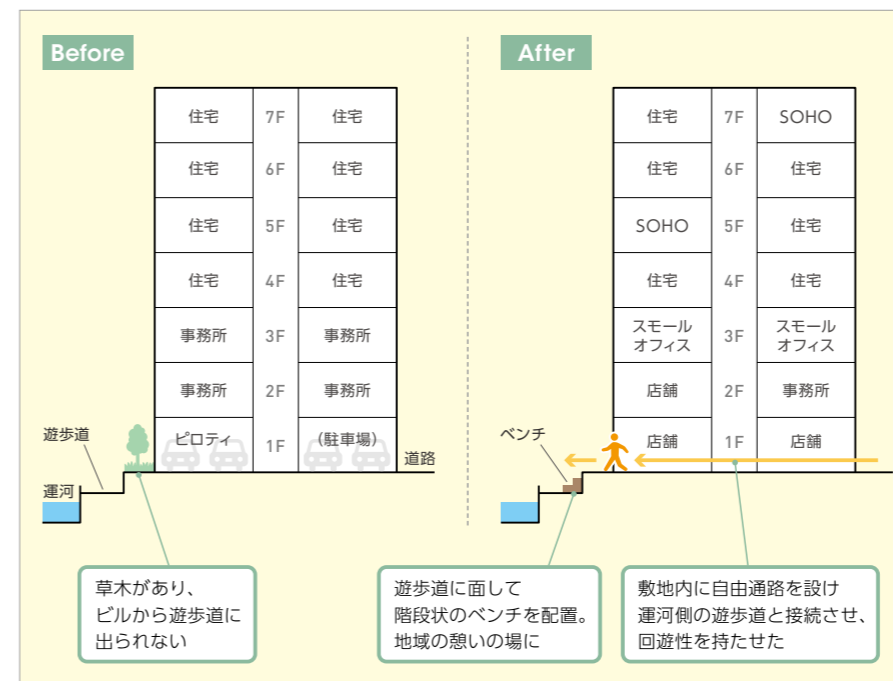 Before
住宅 7F 住宅
住宅 6F 住宅
住宅 5F 住宅
住宅 4F 住宅
事務所 3F 事務所
事務所 2F 事務所
ピロティ 1F (駐車場)
遊歩道
道路
運河
草木があり、
ビルから遊歩道に
出られない
After
住宅 7F SOHO
住宅 6F 住宅
SOHO 5F 住宅
住宅 4F 住宅
スモール
オフィス
3F
スモール
オフィス
店舗 2F 事務所
店舗 1F 店舗
ベンチ
遊歩道に面して
階段状のベンチを配置。
地域の憩いの場に
敷地内に自由通路を設け
運河側の遊歩道と接続させ、
回遊性を持たせた